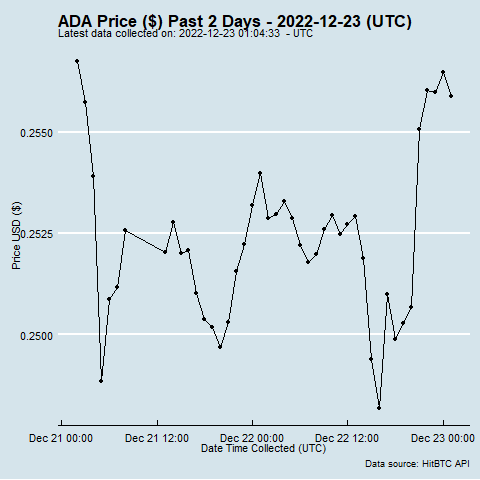 ADA Price ($) Past 2 Days - 2022-12-23 (UTC)
Latest data collected on: 2022-12-23 01:04:33 - UTC
0.2550
0.2525
0.2500
Price USD ($)
Dec 21 00:00 Dec 21 12:00 Dec 22 00:00 Dec 22 12:00 Dec 23 00:00
Date Time Collected (UTC)
Data source: HitBTC API